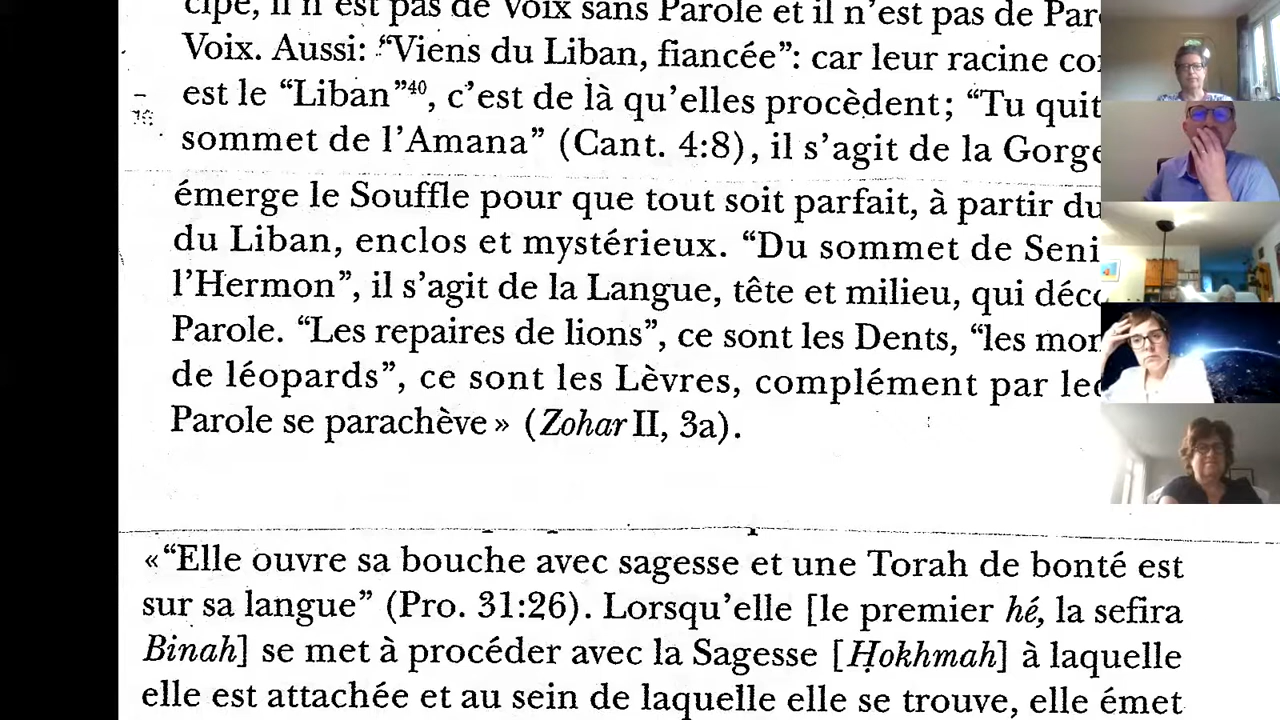 cipe, il n'est pas de Voix sans Parole et il n'est pas de Par
Voix. Aussi: “Viens du Liban, fiancée”: car leur racine co
est le “Liban”40, c'est de là qu'elles procèdent; “Tu quit
sommet de l'Amana” (Cant. 4:8), il s'agit de la Gorge
émerge le Souffle pour que tout soit parfait, à partir du
du Liban, enclos et mystérieux. “Du sommet de Seni
l'Hermon”, il s'agit de la Langue, tête et milieu, qui déco
Parole. “Les repaires de lions”, ce sont les Dents, “les mon
de léopards”, ce sont les Lèvres, complément par leq
Parole se parachève» (Zohar II, 3a).
«“Elle ouvre sa bouche avec sagesse et une Torah de bonté est
sur sa langue” (Pro. 31:26). Lorsqu'elle [le premier hé, la sefira
Binah] se met à procéder avec la Sagesse [Ḥokhmah] à laquelle
elle est attachée et au sein de laquelle elle se trouve, elle émet